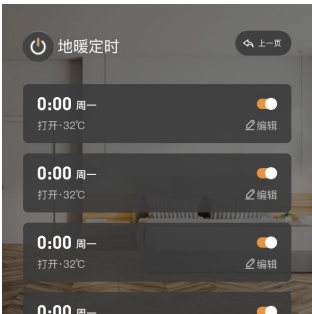 地暖定时
上一页
0:00 周一
打开·32℃
编辑
0:00 周一
打开·32℃
编辑
0:00 周一
打开·32℃
编辑
0:00 周一